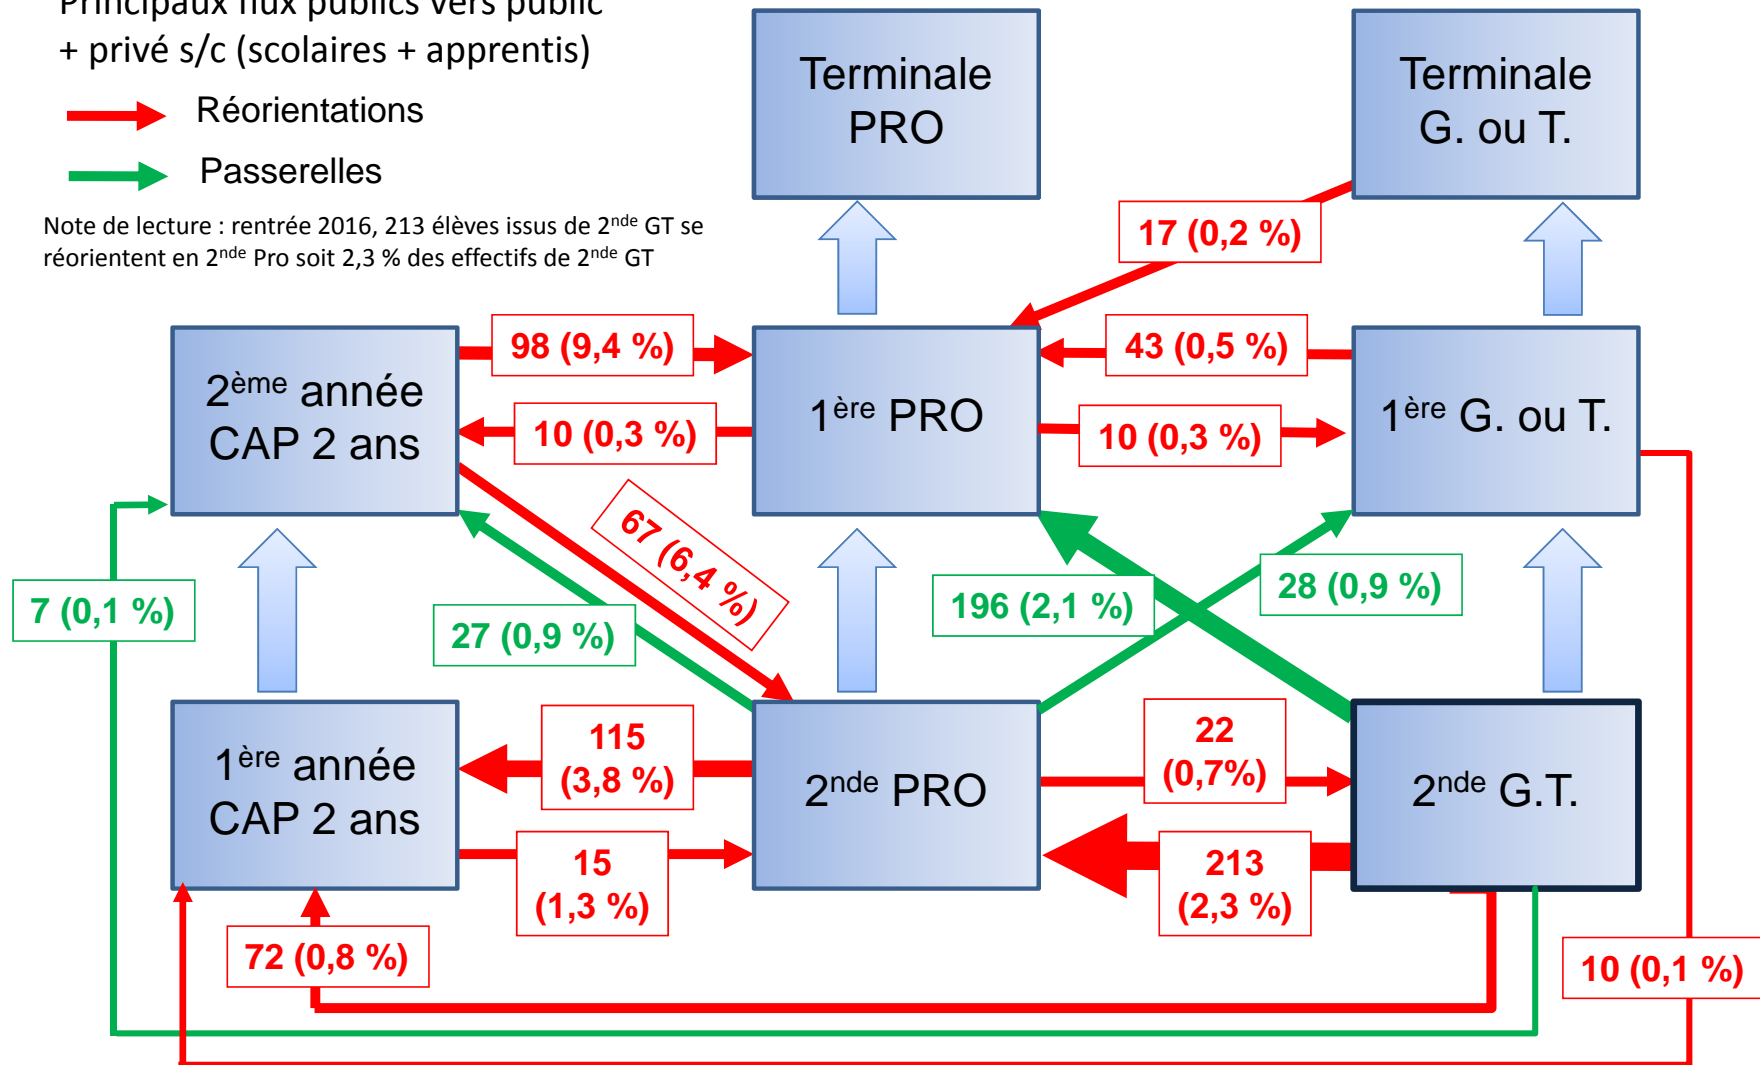 Principaux flux publics vers public
+ privé s/c (scolaires + apprentis)
Réorientations
Passerelles
Note de lecture : rentrée 2016, 213 élèves issus de 2nde GT se
réorientent en 2nde Pro soit 2,3 % des effectifs de 2nde GT
Terminale
PRO
Terminale
G. ou T.
17 (0,2 %)
2ème année
CAP 2 ans
98 (9,4 %)
10 (0,3 %)
1ère PRO
43 (0,5 %)
10 (0,3 %)
1ère G. ou T.
67 (6,4 %)
7 (0,1 %)
27 (0,9 %)
196 (2,1 %)
28 (0,9 %)
1ère année
CAP 2 ans
115
(3,8 %)
15
(1,3 %)
2nde PRO
22
(0,7%)
213
(2,3 %)
2nde G.T.
72 (0,8 %)
10 (0,1 %)